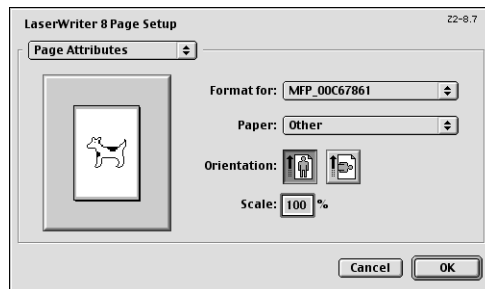 LaserWriter 8 Page Setup
Z2-8.7
Page Attributes
Format for: MFP_00C67861
Paper: Other
Orientation:
Scale: 100 %
Cancel OK